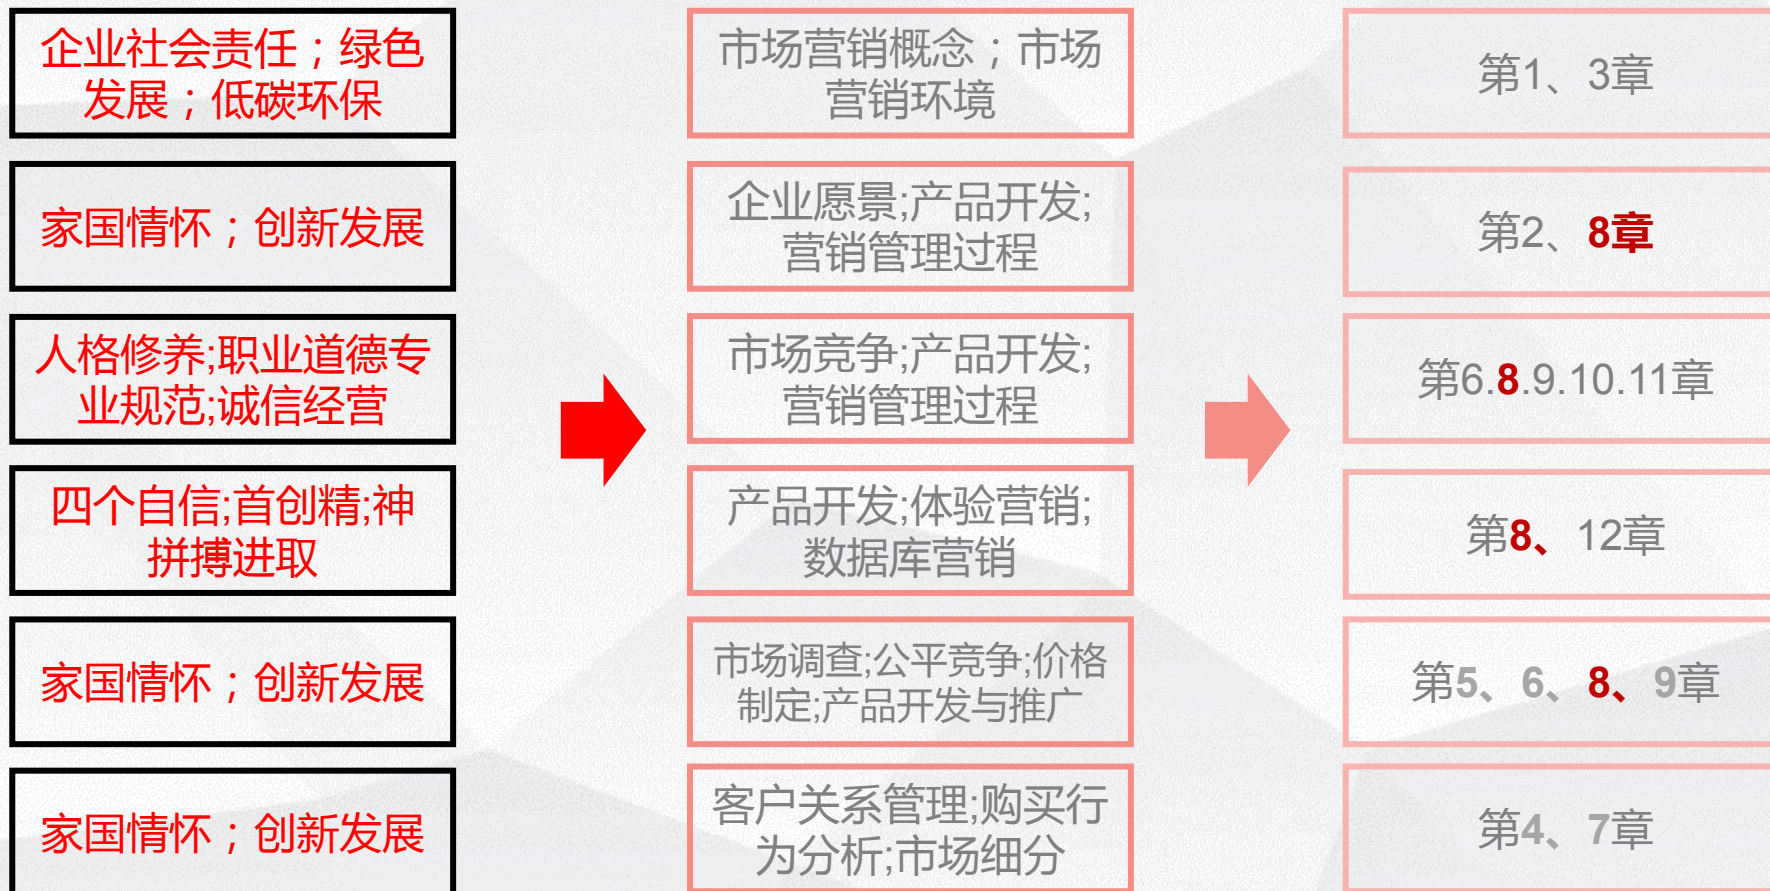 企业社会责任；绿色
发展；低碳环保
市场营销概念；市场
营销环境
第1、3章
家国情怀；创新发展
企业愿景;产品开发;
营销管理过程
第2、8章
人格修养;职业道德专
业规范;诚信经营
市场竞争;产品开发;
营销管理过程
第6.8.9.10.11章
四个自信;首创精;神
拼搏进取
产品开发;体验营销;
数据库营销
第8、12章
家国情怀；创新发展
市场调查;公平竞争;价格
制定;产品开发与推广
第5、6、8、9章
家国情怀；创新发展
客户关系管理;购买行
为分析;市场细分
第4、7章